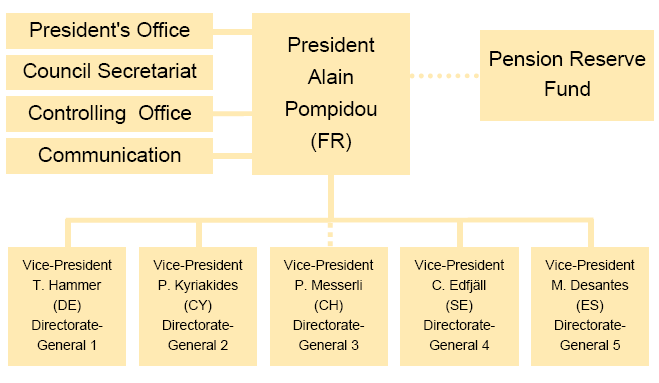 President's Office
Council Secretariat
Controlling Office
Communication
President
Alain
Pompidou
(FR)
Pension Reserve
Fund
Vice-President
T. Hammer
(DE)
Directorate-
General 1
Vice-President
P. Kyriakides
(CY)
Directorate-
General 2
Vice-President
P. Messerli
(CH)
Directorate-
General 3
Vice-President
C. Edfjäll
(SE)
Directorate-
General 4
Vice-President
M. Desantes
(ES)
Directorate-
General 5